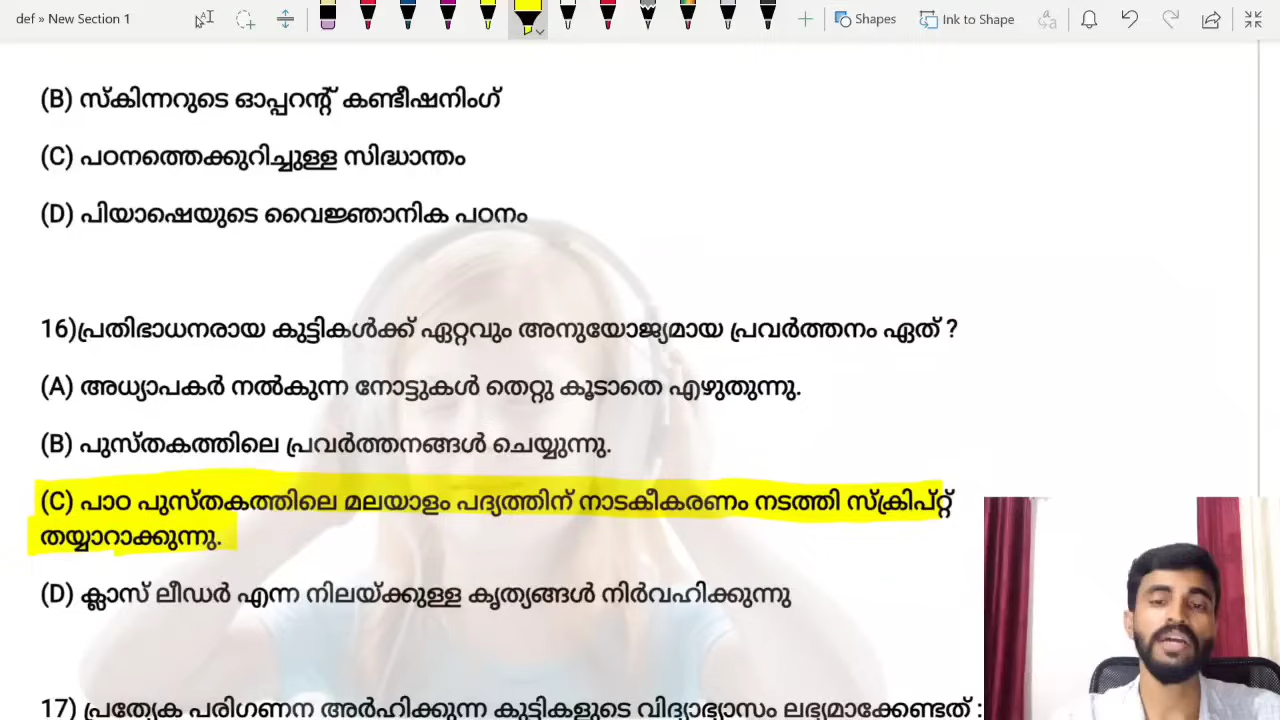 def » New Section 1
Shapes
Ink to Shape
(B) സ്കിന്നറുടെ ഓപ്പറന്റ് കണ്ടീഷനിംഗ്
(C) പഠനത്തെക്കുറിച്ചുള്ള സിദ്ധാന്തം
(D) പിയാഷെയുടെ വൈജ്ഞാനിക പഠനം
16)പ്രതിഭാധനരായ കുട്ടികൾക്ക് ഏറ്റവും അനുയോജ്യമായ പ്രവർത്തനം ഏത് ?
(A) അധ്യാപകർ നൽകുന്ന നോട്ടുകൾ തെറ്റു കൂടാതെ എഴുതുന്നു.
(B) പുസ്തകത്തിലെ പ്രവർത്തനങ്ങൾ ചെയ്യുന്നു.
(C) പാഠ പുസ്തകത്തിലെ മലയാളം പദ്യത്തിന് നാടകീകരണം നടത്തി സ്ക്രിപ്റ്റ്
തയ്യാറാക്കുന്നു.
(D) ക്ലാസ് ലീഡർ എന്ന നിലയ്ക്കുള്ള കൃത്യങ്ങൾ നിർവഹിക്കുന്നു
17) പ്രത്യേക പരിഗണന അർഹിക്കുന്ന കുട്ടികളുടെ വിദ്യാഭ്യാസം ലഭ്യമാക്കേണ്ടത് :